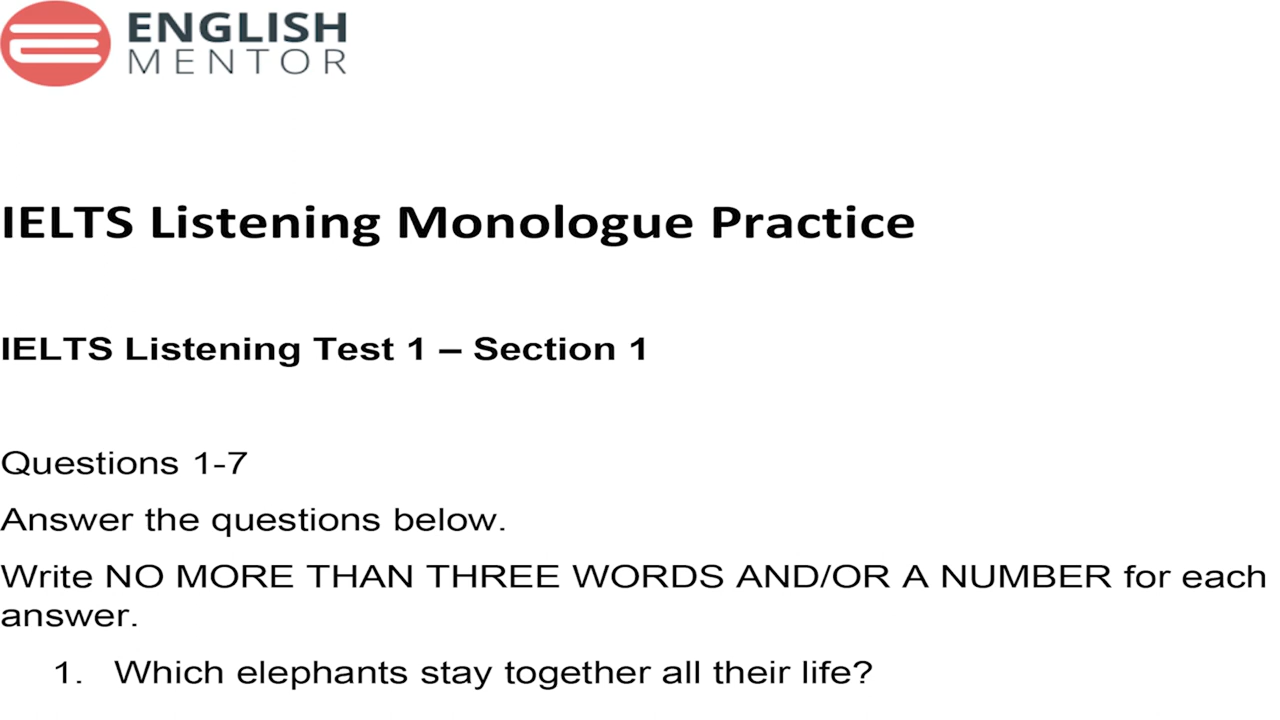 ENGLISH
MENTOR
IELTS Listening Monologue Practice
IELTS Listening Test 1 – Section 1
Questions 1-7
Answer the questions below.
Write NO MORE THAN THREE WORDS AND/OR A NUMBER for each
answer.
1. Which elephants stay together all their life?